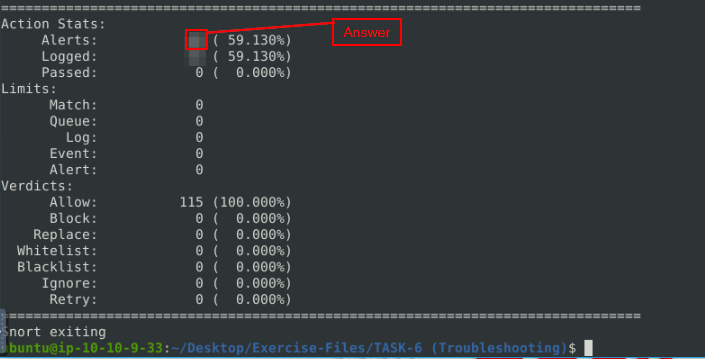 ===============================================================================
Action Stats:
Alerts: ( 59.130%)
Answer
Logged: ( 59.130%)
Passed: 0 ( 0.000%)
Limits:
Match: 0
Queue: 0
Log: 0
Event: 0
Alert: 0
Verdicts:
Allow: 115 (100.000%)
Block: 0 ( 0.000%)
Replace: 0 ( 0.000%)
Whitelist: 0 ( 0.000%)
Blacklist: 0 ( 0.000%)
Ignore: 0 ( 0.000%)
Retry: 0 ( 0.000%)
===============================================================================
Snort exiting
ubuntu@ip-10-10-9-33:~/Desktop/Exercise-Files/TASK-6 (Troubleshooting)$